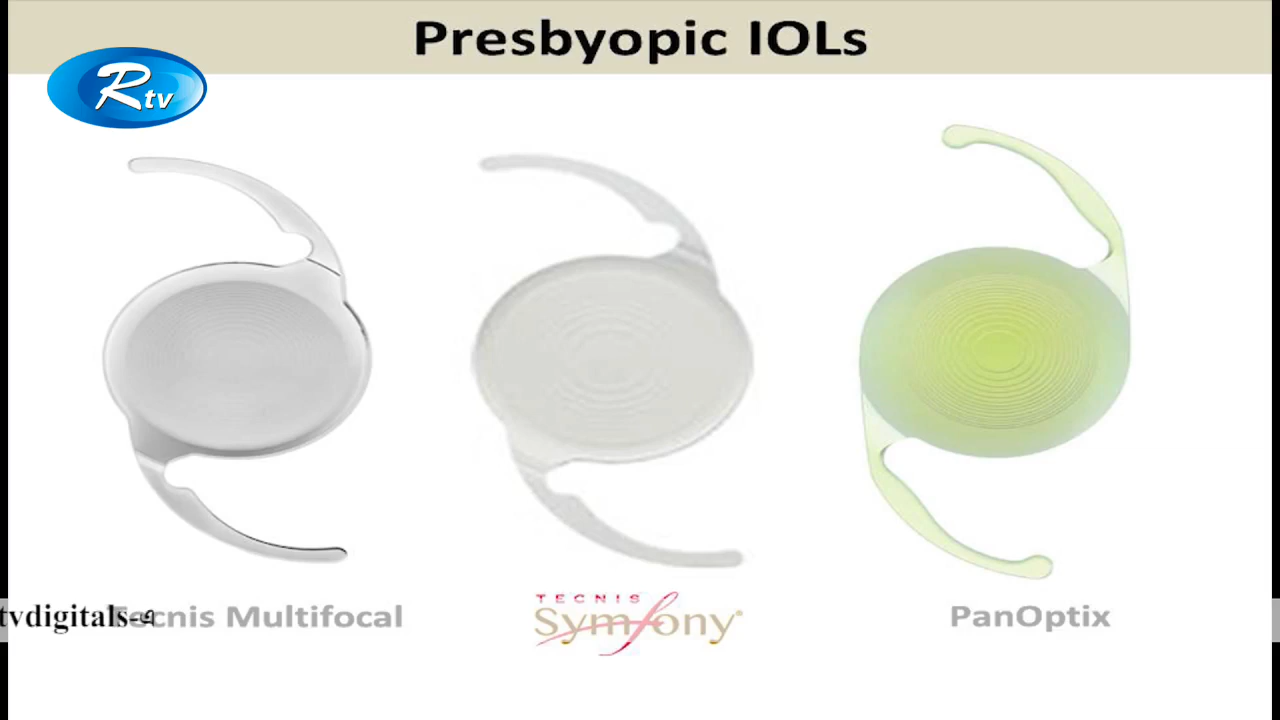 Presbyopic IOLs
Rtv
tvdigitals-এ
Tecnis Multifocal
TECNIS
Symfony®
PanOptix